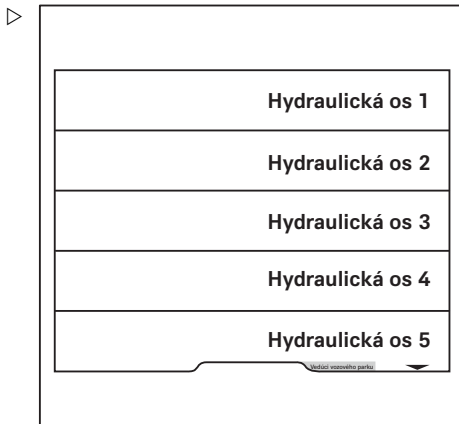 Hydraulická os 1
Hydraulická os 2
Hydraulická os 3
Hydraulická os 4
Hydraulická os 5
Vedúci vozového parku